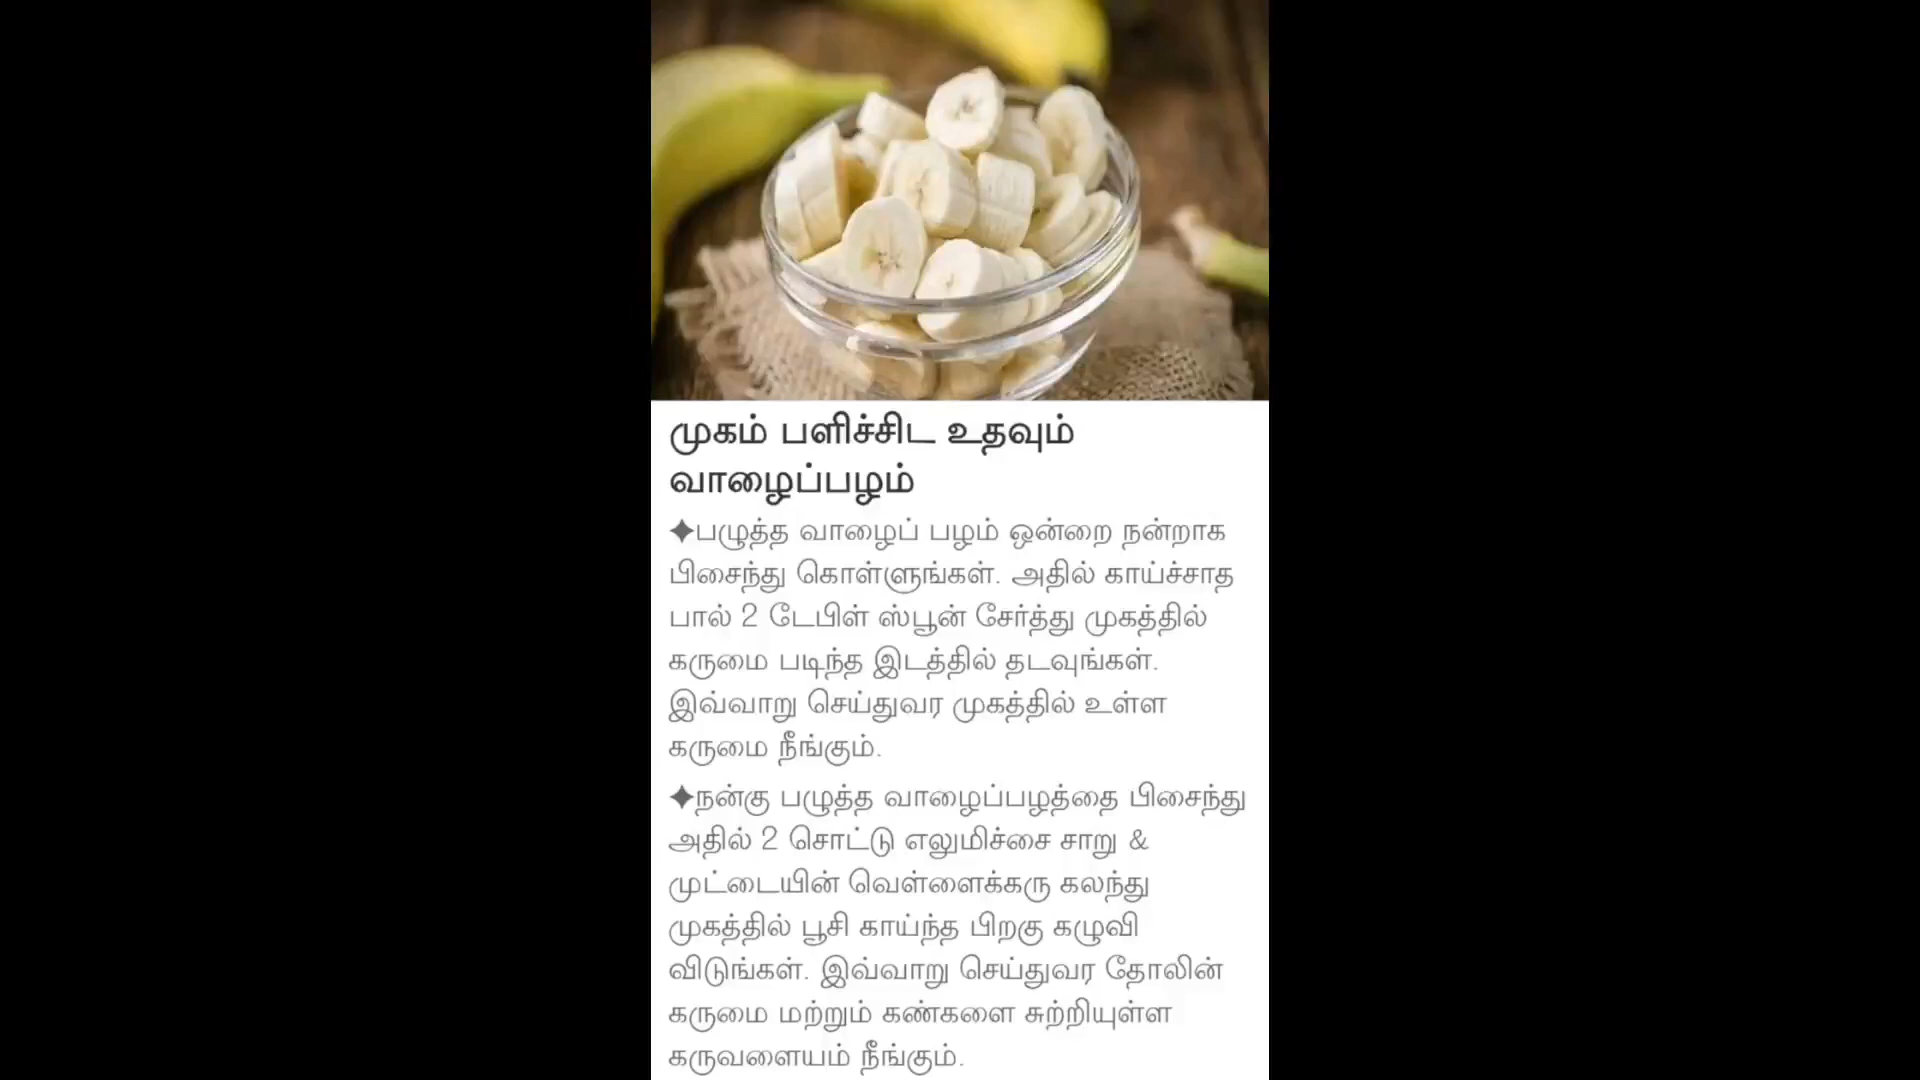 முகம் பளிச்சிட உதவும்
வாழைப்பழம்
✦பழுத்த வாழைப் பழம் ஒன்றை நன்றாக
பிசைந்து கொள்ளுங்கள். அதில் காய்ச்சாத
பால் 2 டேபிள் ஸ்பூன் சேர்த்து முகத்தில்
கருமை படிந்த இடத்தில் தடவுங்கள்.
இவ்வாறு செய்துவர முகத்தில் உள்ள
கருமை நீங்கும்.
✦நன்கு பழுத்த வாழைப்பழத்தை பிசைந்து
அதில் 2 சொட்டு எலுமிச்சை சாறு &
முட்டையின் வெள்ளைக்கரு கலந்து
முகத்தில் பூசி காய்ந்த பிறகு கழுவி
விடுங்கள். இவ்வாறு செய்துவர தோலின்
கருமை மற்றும் கண்களை சுற்றியுள்ள
கருவளையம் நீங்கும்.